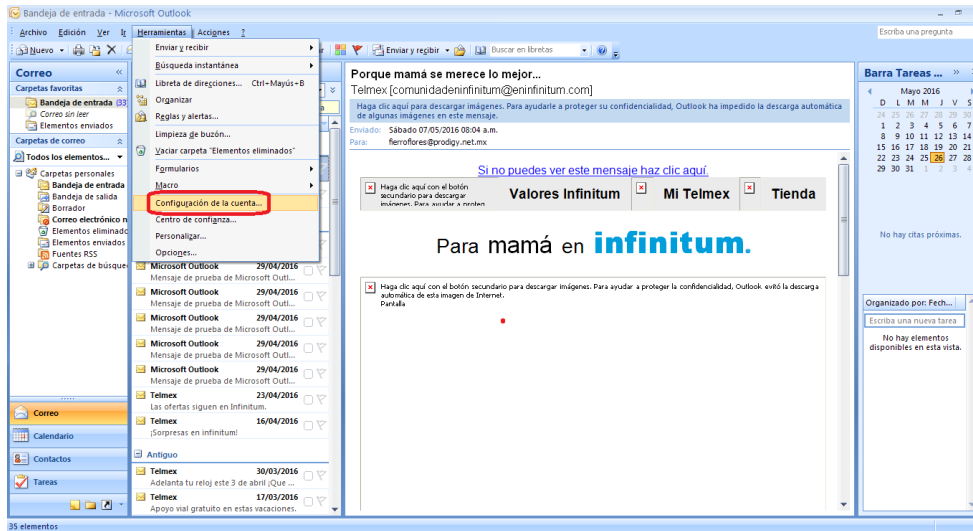 Bandeja de entrada - Microsoft Outlook
Archivo Edición Ver Ir Herramientas Acciones ?
Escriba una pregunta
Nuevo
Enviar y recibir
Buscar en libretas
Correo
Carpetas favoritas
Bandeja de entrada (33)
Correo sin leer
Elementos enviados
Carpetas de correo
Todos los elementos...
Carpetas personales
Bandeja de entrada
Bandeja de salida
Borrador
Correo electrónico n
Elementos eliminado
Elementos enviados
Fuentes RSS
Carpetas de búsque
Correo
Calendario
Contactos
Tareas
35 elementos
Enviar y recibir
Búsqueda instantánea
Libreta de direcciones... Ctrl+Mayús+B
Organizar
Reglas y alertas...
Limpieza de buzón...
Vaciar carpeta "Elementos eliminados"
Formularios
Macro
Configuración de la cuenta...
Centro de confianza...
Personalizar...
Opciones...
Microsoft Outlook 29/04/2016
Mensaje de prueba de Microsoft Outl...
Microsoft Outlook 29/04/2016
Mensaje de prueba de Microsoft Outl...
Microsoft Outlook 29/04/2016
Mensaje de prueba de Microsoft Outl...
Microsoft Outlook 29/04/2016
Mensaje de prueba de Microsoft Outl...
Microsoft Outlook 29/04/2016
Mensaje de prueba de Microsoft Outl...
Telmex 23/04/2016
Las ofertas siguen en Infinitum.
Telmex 16/04/2016
¡Sorpresas en infinitum!
Antiguo
Telmex 30/03/2016
Adelanta tu reloj este 3 de abril ¡Que ...
Telmex 17/03/2016
Apoyo vial gratuito en estas vacaciones.
Porque mamá se merece lo mejor...
Telmex [comunidadeninfinitum@eninfinitum.com]
Haga clic aquí para descargar imágenes. Para ayudarle a proteger su confidencialidad, Outlook ha impedido la descarga automática
de algunas imágenes en este mensaje.
Enviado: Sábado 07/05/2016 08:04 a.m.
Para: fierroflores@prodigy.net.mx
Si no puedes ver este mensaje haz clic aquí.
Haga clic aquí con el botón
secundario para descargar
imágenes. Para ayudar a proteg
Valores Infinitum
Mi Telmex
Tienda
Para mamá en infinitum.
Haga clic aquí con el botón secundario para descargar imágenes. Para ayudar a proteger la confidencialidad, Outlook evitó la descarga
automática de esta imagen de Internet.
Pantalla
Barra Tareas ...
Mayo 2016
D L M M J V S
24 25 26 27 28 29 30
1 2 3 4 5 6 7
8 9 10 11 12 13 14
15 16 17 18 19 20 21
22 23 24 25 26 27 28
29 30 31 1 2 3 4
No hay citas próximas.
Organizado por: Fech...
Escriba una nueva tarea
No hay elementos
disponibles en esta vista.